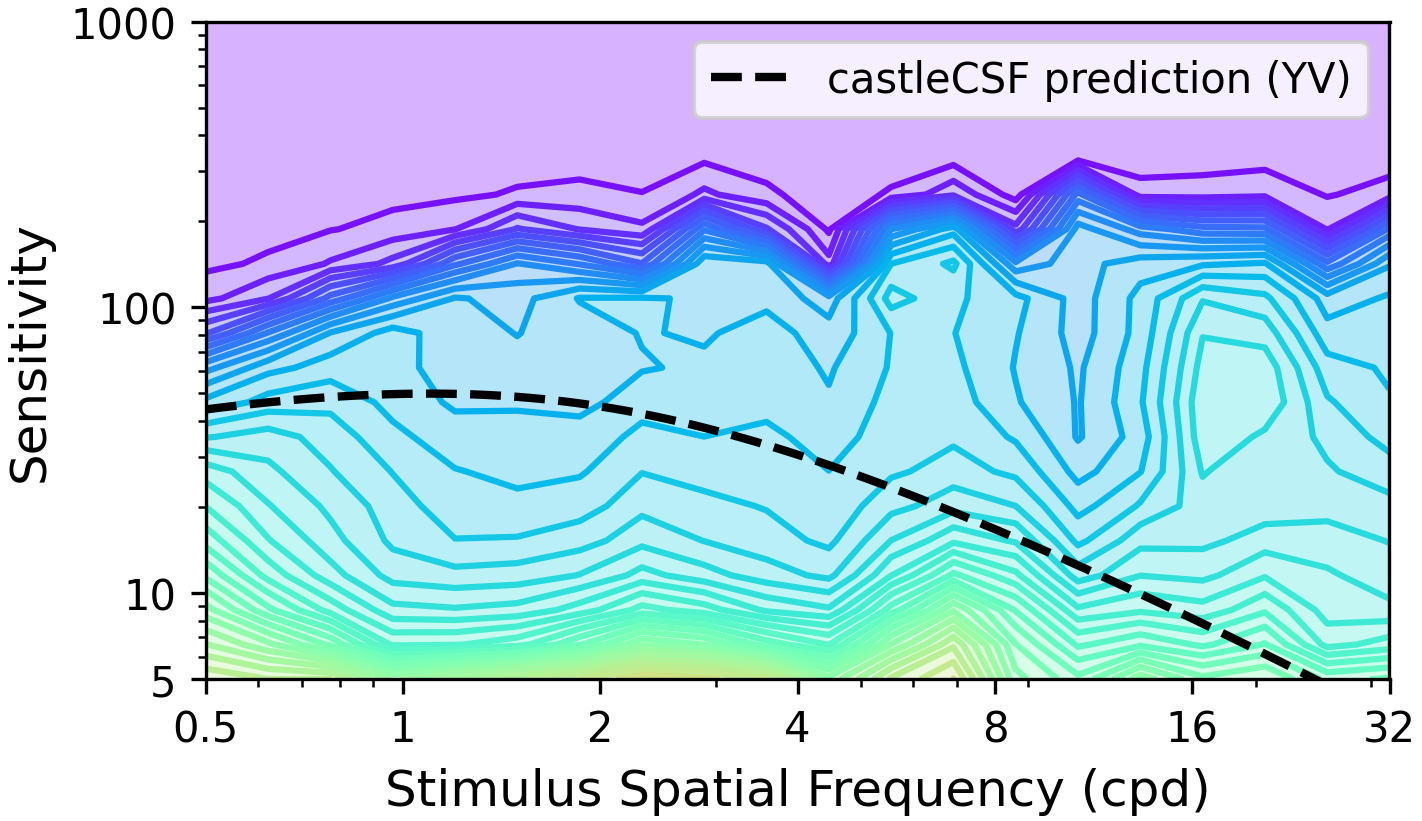 1000
castleCSF prediction (YV)
100
10
5
Sensitivity
0.5 1 2 4 8 16 32
Stimulus Spatial Frequency (cpd)